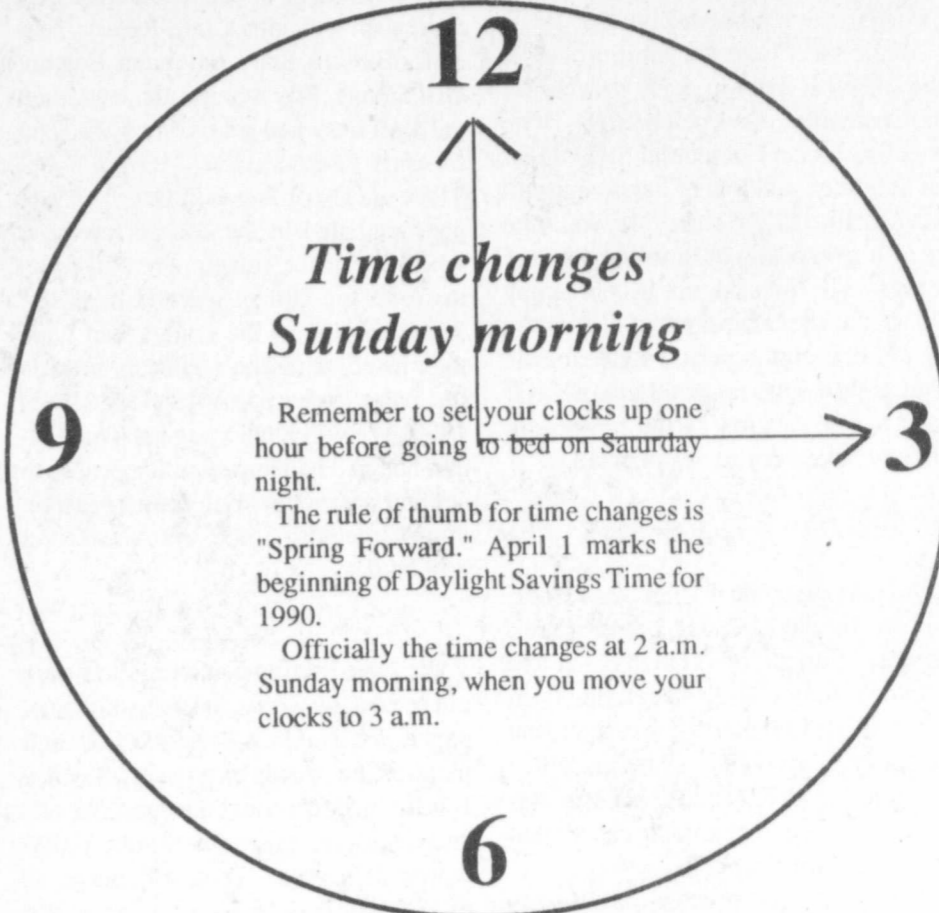 12
Time changes
Sunday morning
9
3
Remember to set your clocks up one
hour before going to bed on Saturday
night.
The rule of thumb for time changes is
"Spring Forward." April 1 marks the
beginning of Daylight Savings Time for
1990.
Officially the time changes at 2 a.m.
Sunday morning, when you move your
clocks to 3 a.m.
6